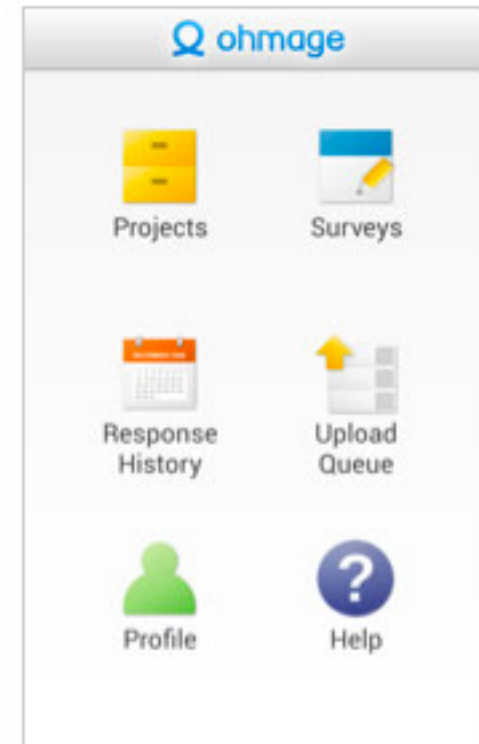 ohmage
Projects
Surveys
Response
History
Upload
Queue
Profile
?
Help